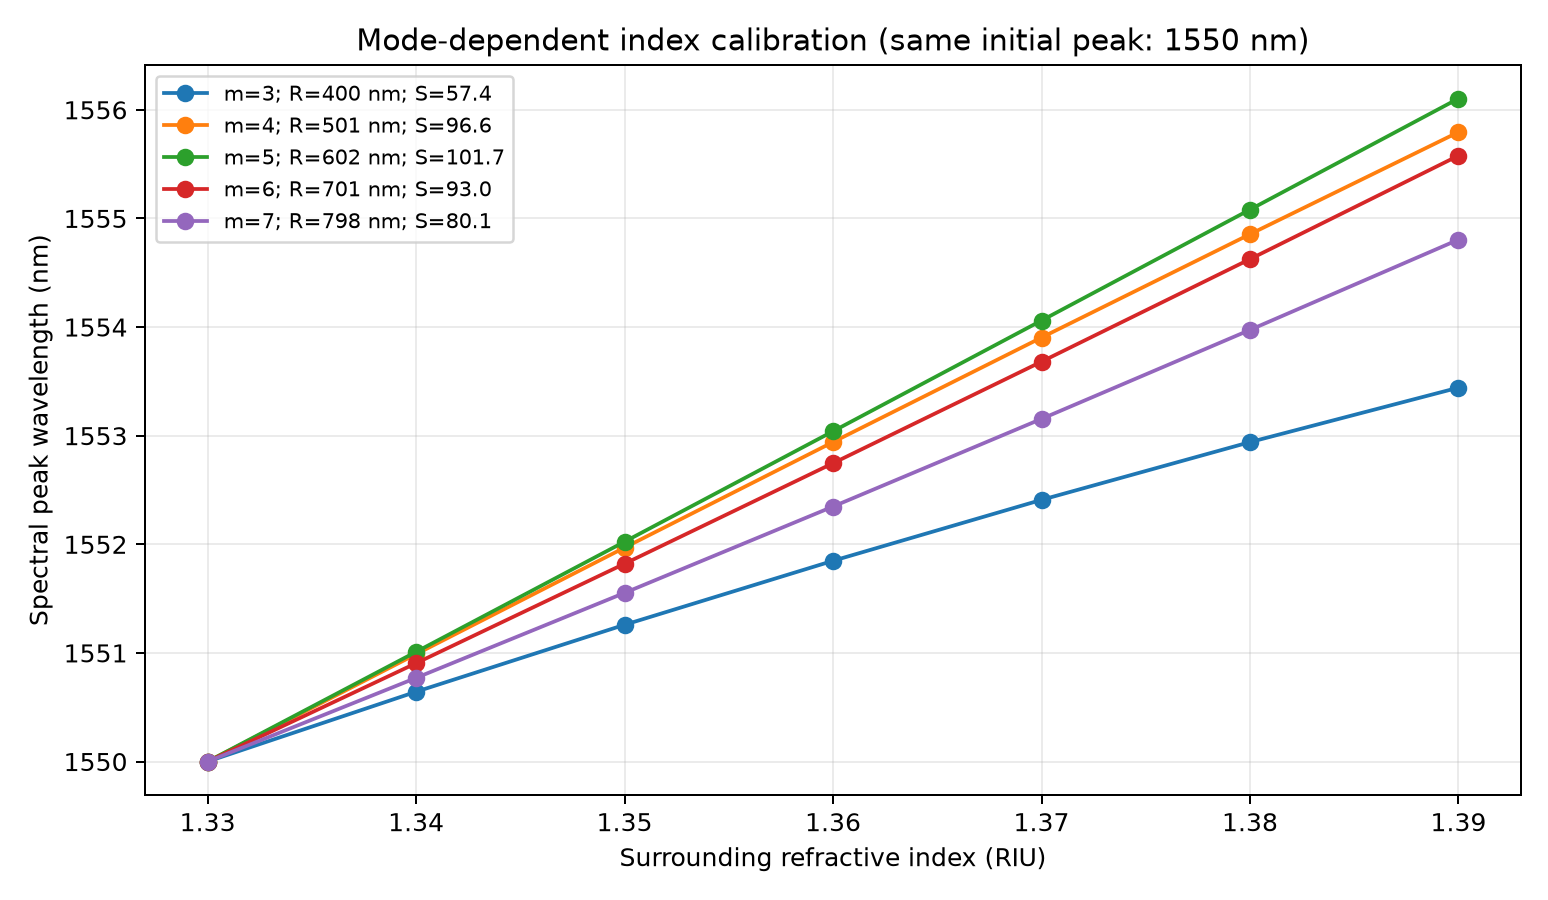 Mode-dependent index calibration (same initial peak: 1550 nm)
m=3; R=400 nm; S=57.4
m=4; R=501 nm; S=96.6
m=5; R=602 nm; S=101.7
m=6; R=701 nm; S=93.0
m=7; R=798 nm; S=80.1
Spectral peak wavelength (nm)
1556
1555
1554
1553
1552
1551
1550
1.33 1.34 1.35 1.36 1.37 1.38 1.39
Surrounding refractive index (RIU)